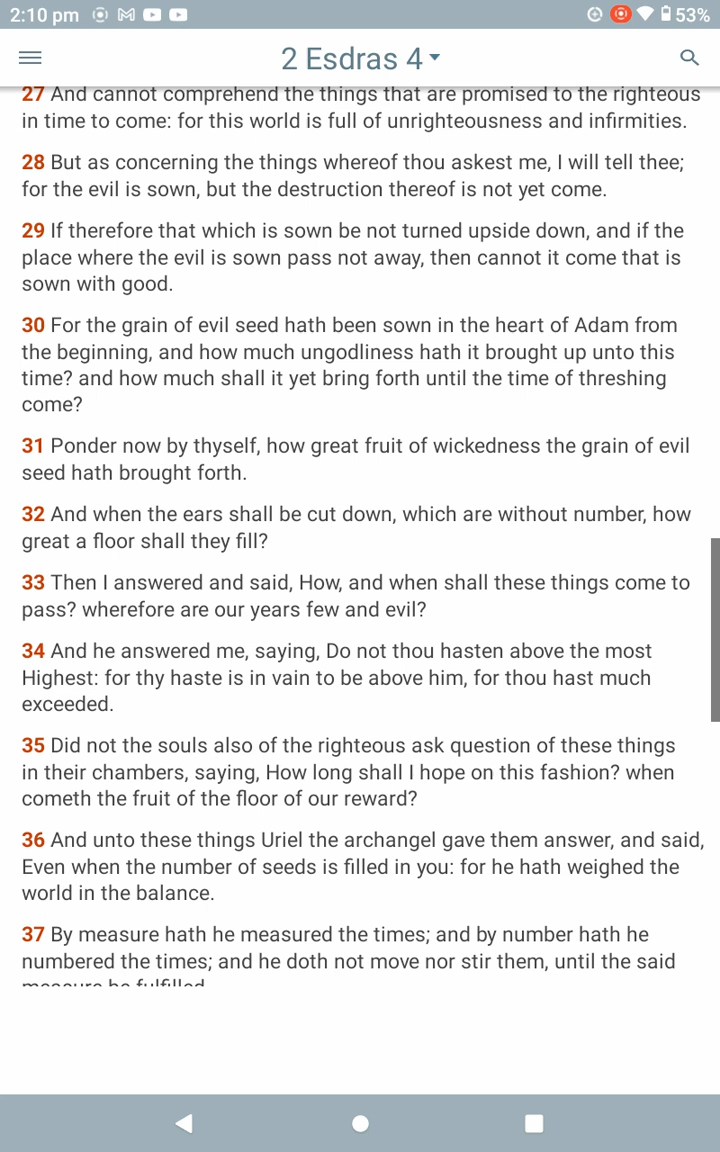 2:10 pm
53%
2 Esdras 4
27 And cannot comprehend the things that are promised to the righteous
in time to come: for this world is full of unrighteousness and infirmities.
28 But as concerning the things whereof thou askest me, I will tell thee;
for the evil is sown, but the destruction thereof is not yet come.
29 If therefore that which is sown be not turned upside down, and if the
place where the evil is sown pass not away, then cannot it come that is
sown with good.
30 For the grain of evil seed hath been sown in the heart of Adam from
the beginning, and how much ungodliness hath it brought up unto this
time? and how much shall it yet bring forth until the time of threshing
come?
31 Ponder now by thyself, how great fruit of wickedness the grain of evil
seed hath brought forth.
32 And when the ears shall be cut down, which are without number, how
great a floor shall they fill?
33 Then I answered and said, How, and when shall these things come to
pass? wherefore are our years few and evil?
34 And he answered me, saying, Do not thou hasten above the most
Highest: for thy haste is in vain to be above him, for thou hast much
exceeded.
35 Did not the souls also of the righteous ask question of these things
in their chambers, saying, How long shall I hope on this fashion? when
cometh the fruit of the floor of our reward?
36 And unto these things Uriel the archangel gave them answer, and said,
Even when the number of seeds is filled in you: for he hath weighed the
world in the balance.
37 By measure hath he measured the times; and by number hath he
numbered the times; and he doth not move nor stir them, until the said
measure be fulfilled